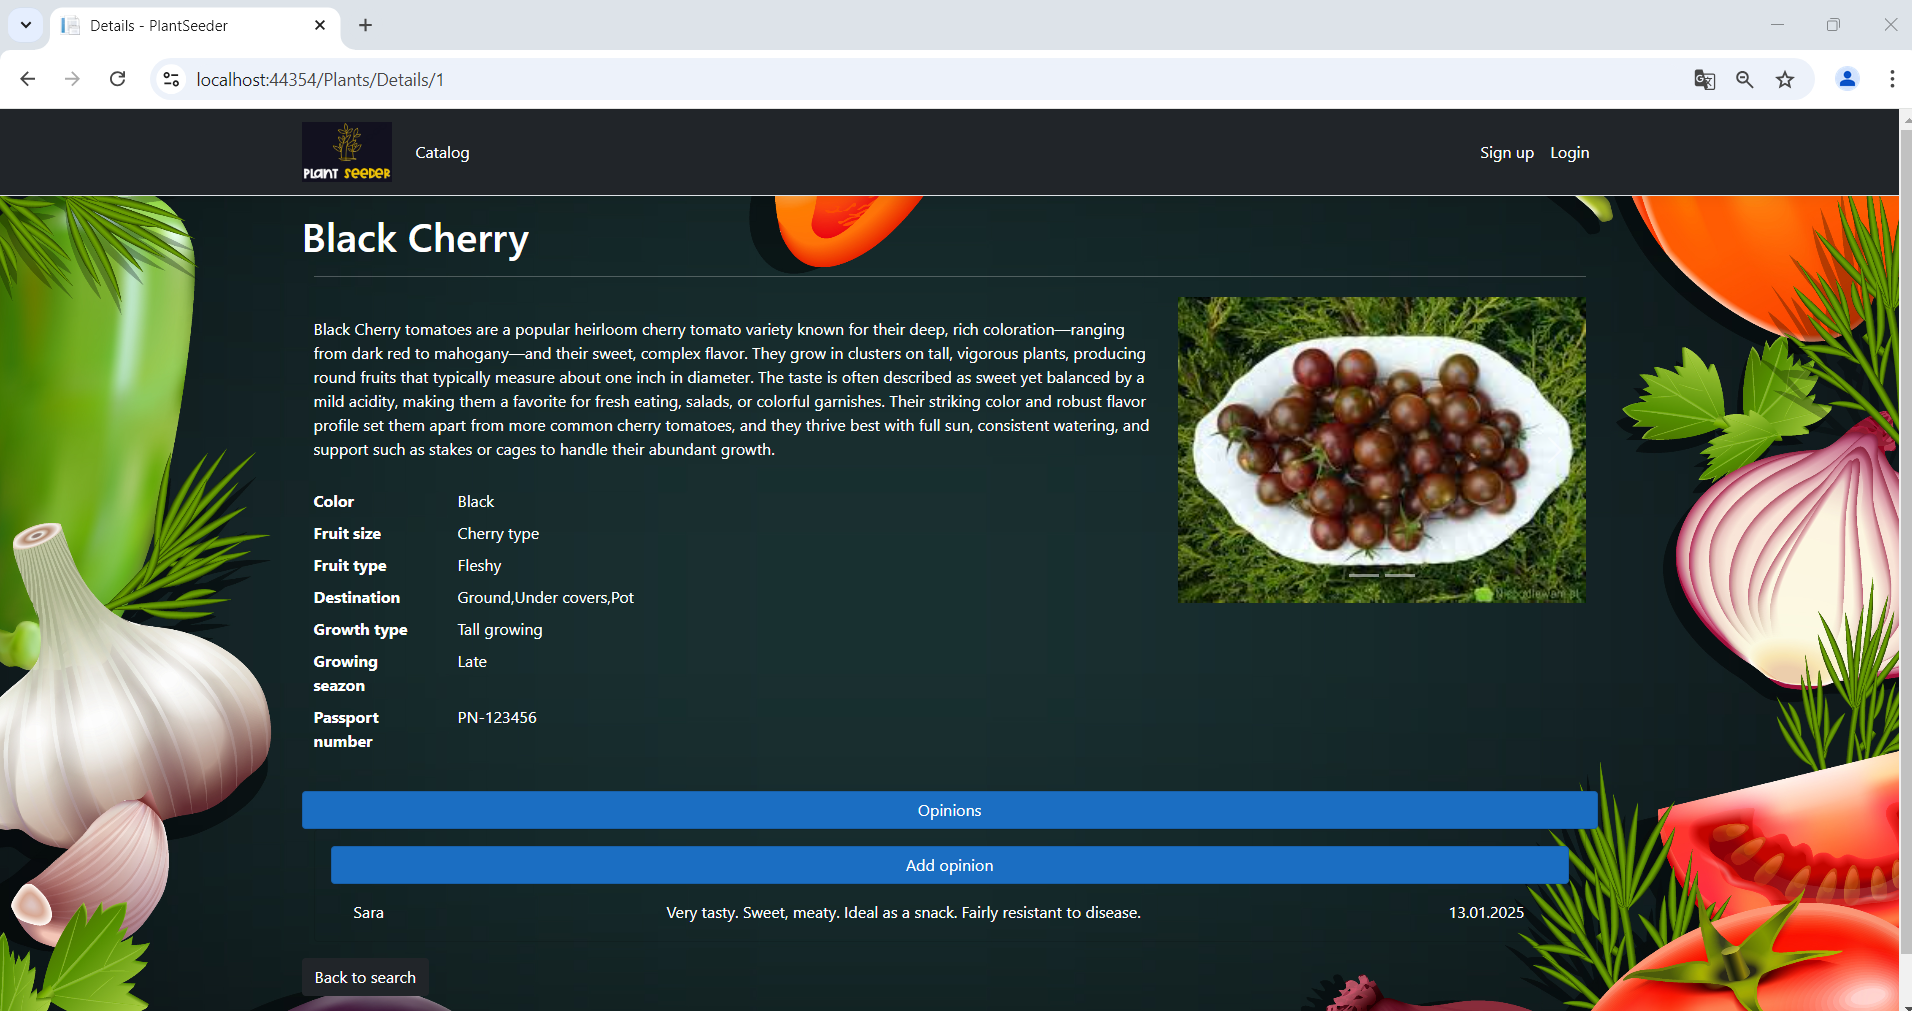 Details - PlantSeeder
localhost:44354/Plants/Details/1
PLANT SEEDER
Catalog
Sign up
Login
Black Cherry
Black Cherry tomatoes are a popular heirloom cherry tomato variety known for their deep, rich coloration—ranging
from dark red to mahogany—and their sweet, complex flavor. They grow in clusters on tall, vigorous plants, producing
round fruits that typically measure about one inch in diameter. The taste is often described as sweet yet balanced by a
mild acidity, making them a favorite for fresh eating, salads, or colorful garnishes. Their striking color and robust flavor
profile set them apart from more common cherry tomatoes, and they thrive best with full sun, consistent watering, and
support such as stakes or cages to handle their abundant growth.
Color Black
Fruit size Cherry type
Fruit type Fleshy
Destination Ground,Under covers,Pot
Growth type Tall growing
Growing Late
seazon
Passport PN-123456
number
Opinions
Add opinion
Sara Very tasty. Sweet, meaty. Ideal as a snack. Fairly resistant to disease. 13.01.2025
Back to search